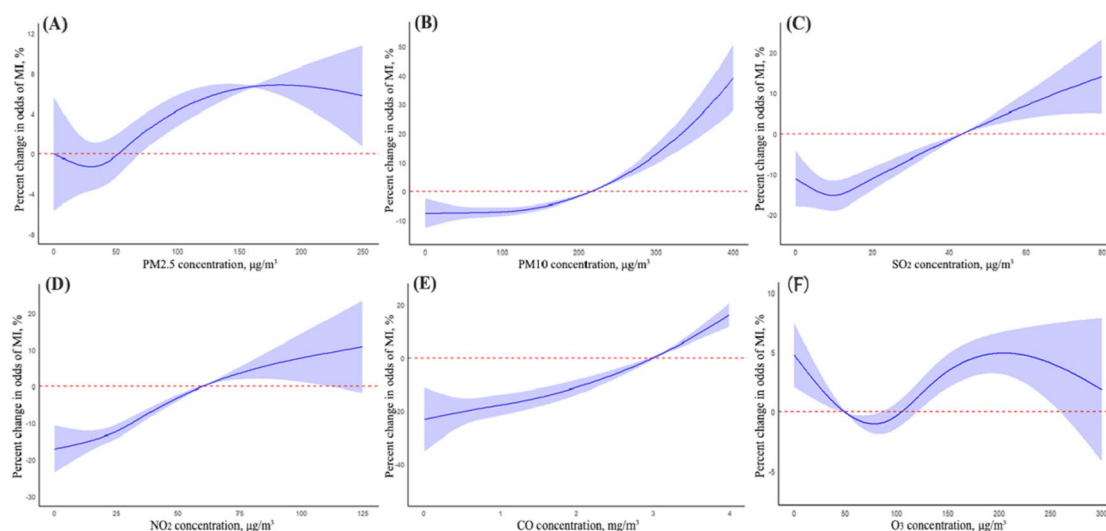 (A)
Percent change in odds of MI, %
12
8
4
0
-4
-8
0 50 100 150 200 250
PM2.5 concentration, μg/m³
(B)
Percent change in odds of MI, %
50
40
30
20
10
0
-10
0 100 200 300 400
PM10 concentration, μg/m³
(C)
Percent change in odds of MI, %
20
10
0
-10
-20
0 20 40 60 80
SO₂ concentration, μg/m³
(D)
Percent change in odds of MI, %
20
10
0
-10
-20
-30
0 25 50 75 100 125
NO₂ concentration, μg/m³
(E)
Percent change in odds of MI, %
20
0
-20
-40
0 1 2 3 4
CO concentration, mg/m³
(F)
Percent change in odds of MI, %
10
5
0
-5
0 50 100 150 200 250 300
O₃ concentration, μg/m³